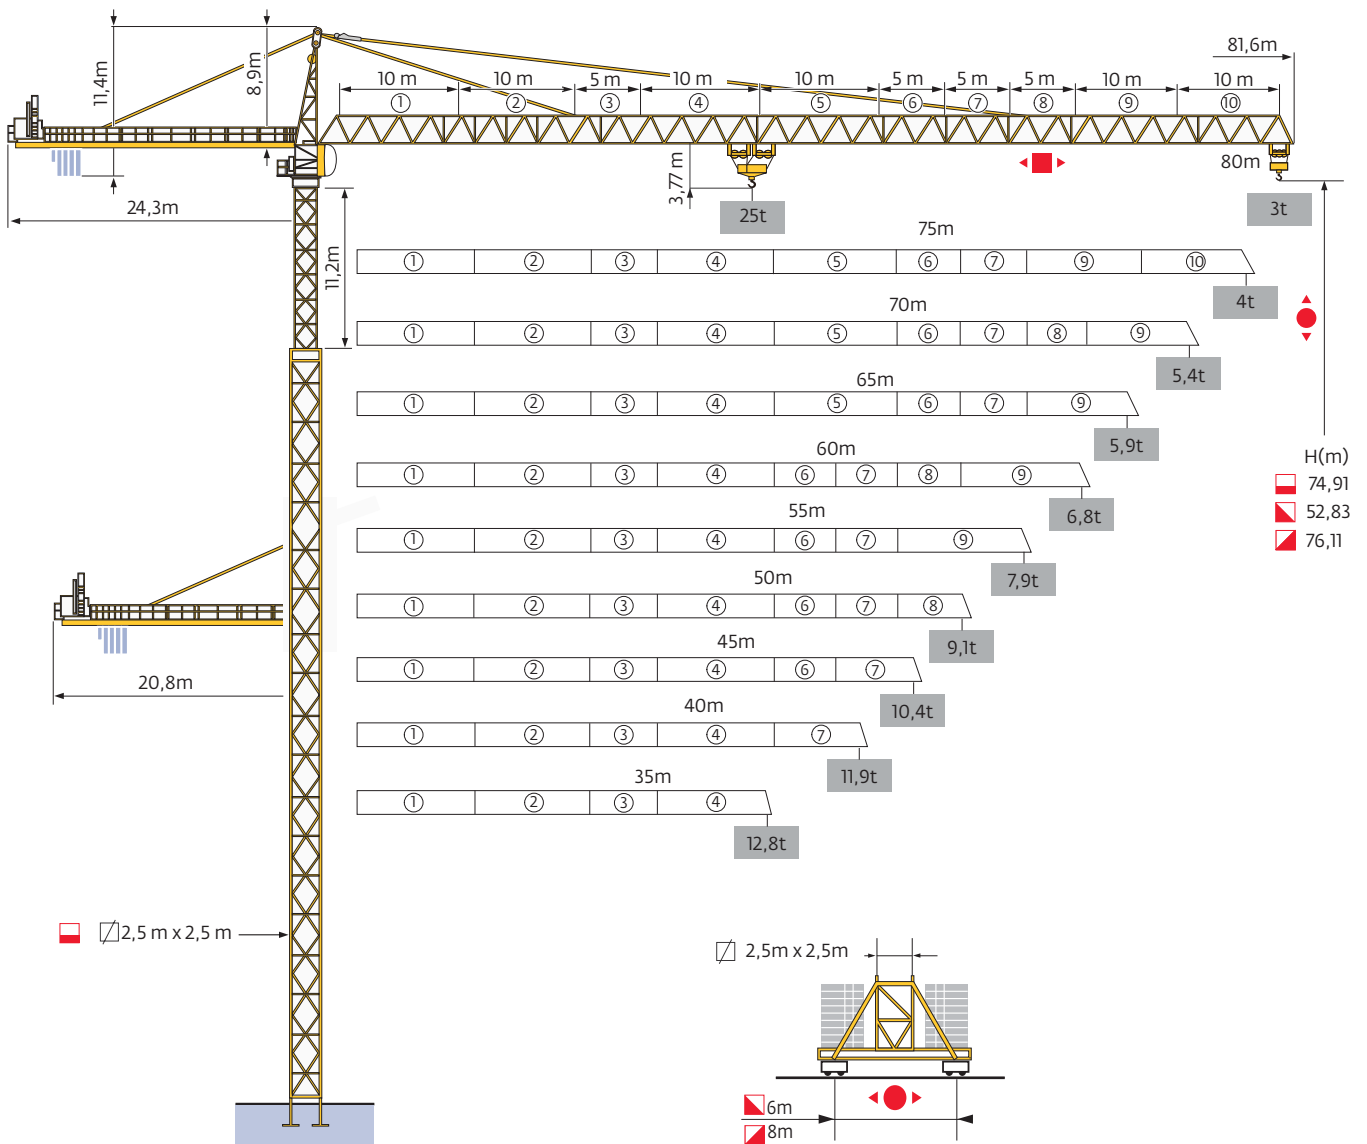 81,6m
10 m 10 m 5 m 10 m 10 m 5 m 5 m 5 m 10 m 10 m
① ② ③ ④ ⑤ ⑥ ⑦ ⑧ ⑨ ⑩
11,4m
8,9m
3,77 m
80m
24,3m
25t
3t
75m
11,2m
① ② ③ ④ ⑤ ⑥ ⑦ ⑨ ⑩
4t
70m
① ② ③ ④ ⑤ ⑥ ⑦ ⑧ ⑨
5,4t
65m
① ② ③ ④ ⑤ ⑥ ⑦ ⑨
5,9t
60m
H(m)
① ② ③ ④ ⑥ ⑦ ⑧ ⑨
74,91
6,8t
52,83
55m
76,11
① ② ③ ④ ⑥ ⑦ ⑨
7,9t
50m
① ② ③ ④ ⑥ ⑦ ⑧
9,1t
45m
① ② ③ ④ ⑥ ⑦
20,8m
10,4t
40m
① ② ③ ④ ⑦
11,9t
35m
① ② ③ ④
12,8t
2,5 m x 2,5 m
2,5m x 2,5m
6m
8m